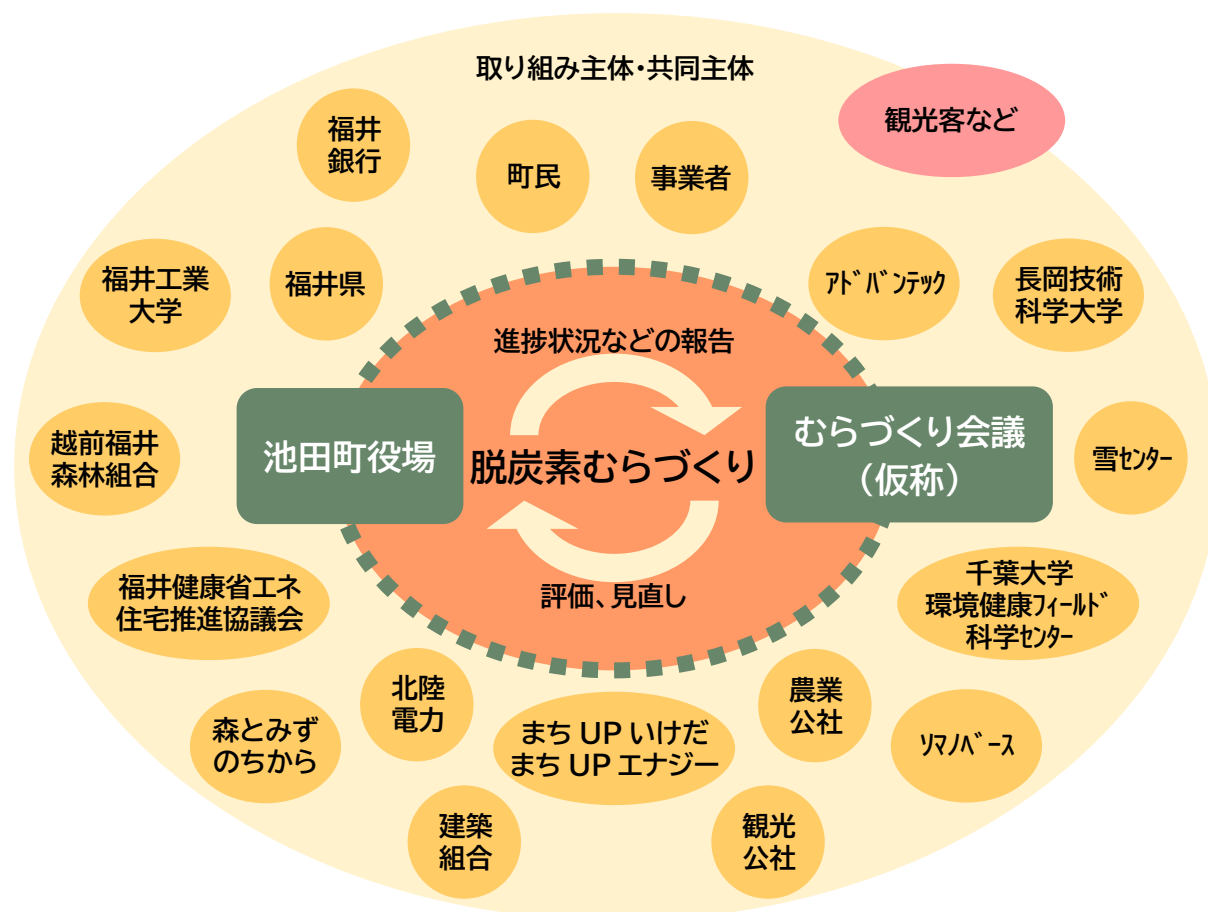 取り組み主体・共同主体
観光客など
福井
銀行
町民
事業者
福井工業
大学
福井県
ｱﾄﾞﾊﾞﾝﾃｯｸ
長岡技術
科学大学
進捗状況などの報告
池田町役場
脱炭素むらづくり
むらづくり会議
（仮称）
越前福井
森林組合
雪ｾﾝﾀｰ
評価、見直し
福井健康省エネ
住宅推進協議会
千葉大学
環境健康ﾌｨｰﾙﾄﾞ
科学ｾﾝﾀｰ
北陸
電力
農業
公社
森とみず
のちから
まち UP いけだ
まち UP エナジー
ｿﾏﾉﾍﾞｰｽ
建築
組合
観光
公社